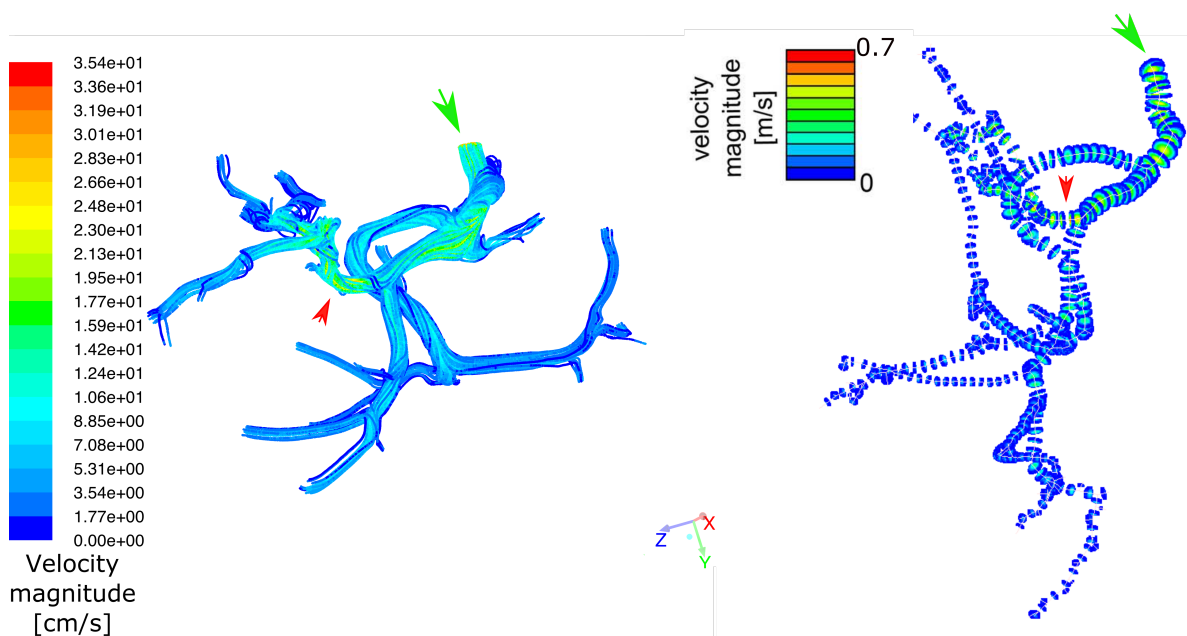 3.54e+01
3.36e+01
3.19e+01
3.01e+01
2.83e+01
2.66e+01
2.48e+01
2.30e+01
2.13e+01
1.95e+01
1.77e+01
1.59e+01
1.42e+01
1.24e+01
1.06e+01
8.85e+00
7.08e+00
5.31e+00
3.54e+00
1.77e+00
0.00e+00
Velocity
magnitude
[cm/s]
X
Z
Y
velocity
magnitude
[m/s]
0.7
0